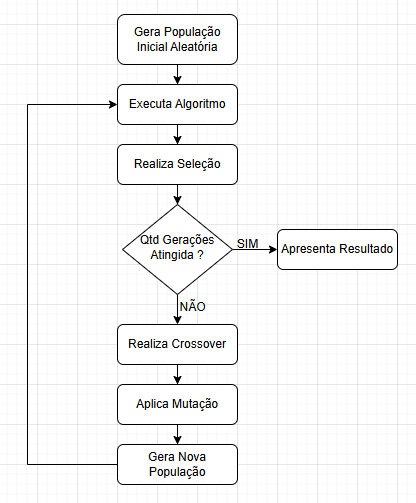 Gera População
Inicial Aleatória
Executa Algoritmo
Realiza Seleção
Qtd Gerações
Atingida ?
SIM
Apresenta Resultado
NÃO
Realiza Crossover
Aplica Mutação
Gera Nova
População